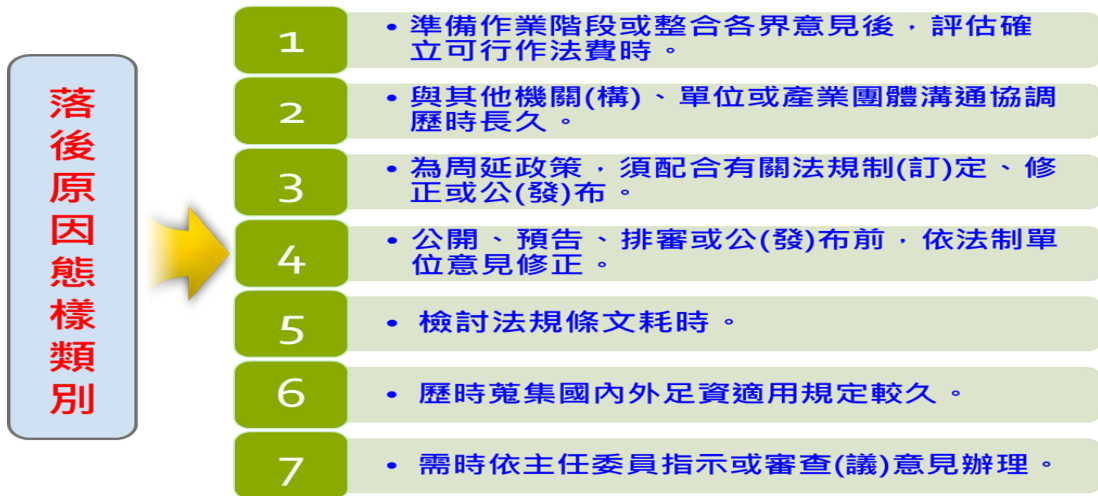 落後原因態樣類別
1
• 準備作業階段或整合各界意見後，評估確
立可行作法費時。
2
• 與其他機關(構)、單位或產業團體溝通協調
歷時長久。
3
• 為周延政策，須配合有關法規制(訂)定、修
正或公(發)布。
4
• 公開、預告、排審或公(發)布前，依法制單
位意見修正。
5
• 檢討法規條文耗時。
6
• 歷時蒐集國內外足資適用規定較久。
7
• 需時依主任委員指示或審查(議)意見辦理。